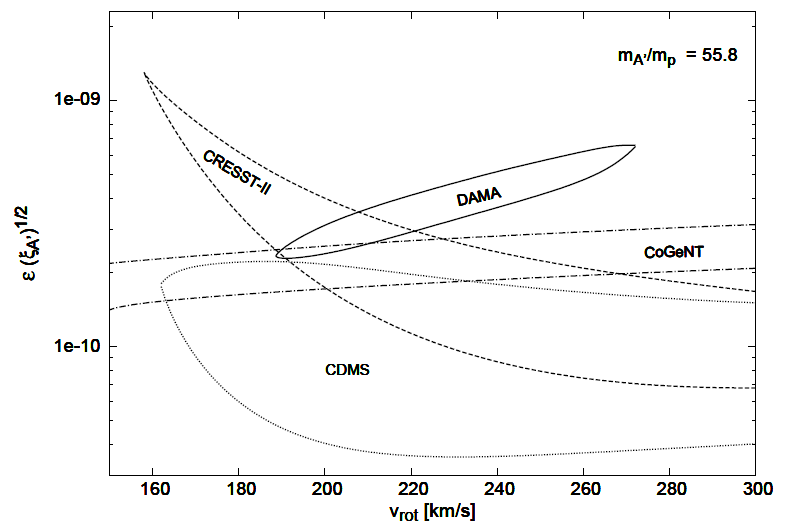 m_A'/m_p = 55.8
1e-09
CRESST-II
DAMA
ε (ξ_A')^1/2
CoGeNT
1e-10
CDMS
160 180 200 220 240 260 280 300
v_rot [km/s]